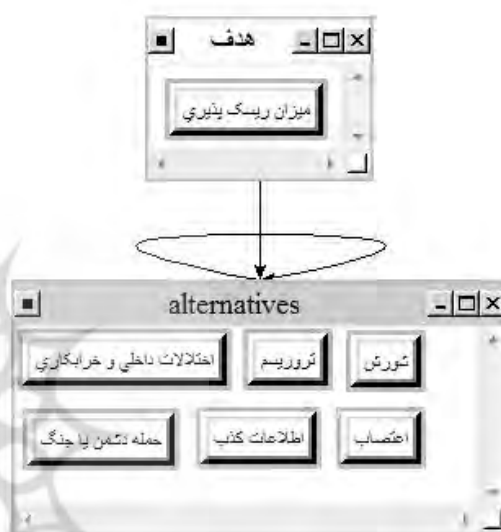 هدف
ميزان ريسک پذيري
alternatives
شورش
تروريسم
اختلالات داخلي و خرابکاري
اعتصاب
اطلاعات کذب
حمله دشمن يا جنگ